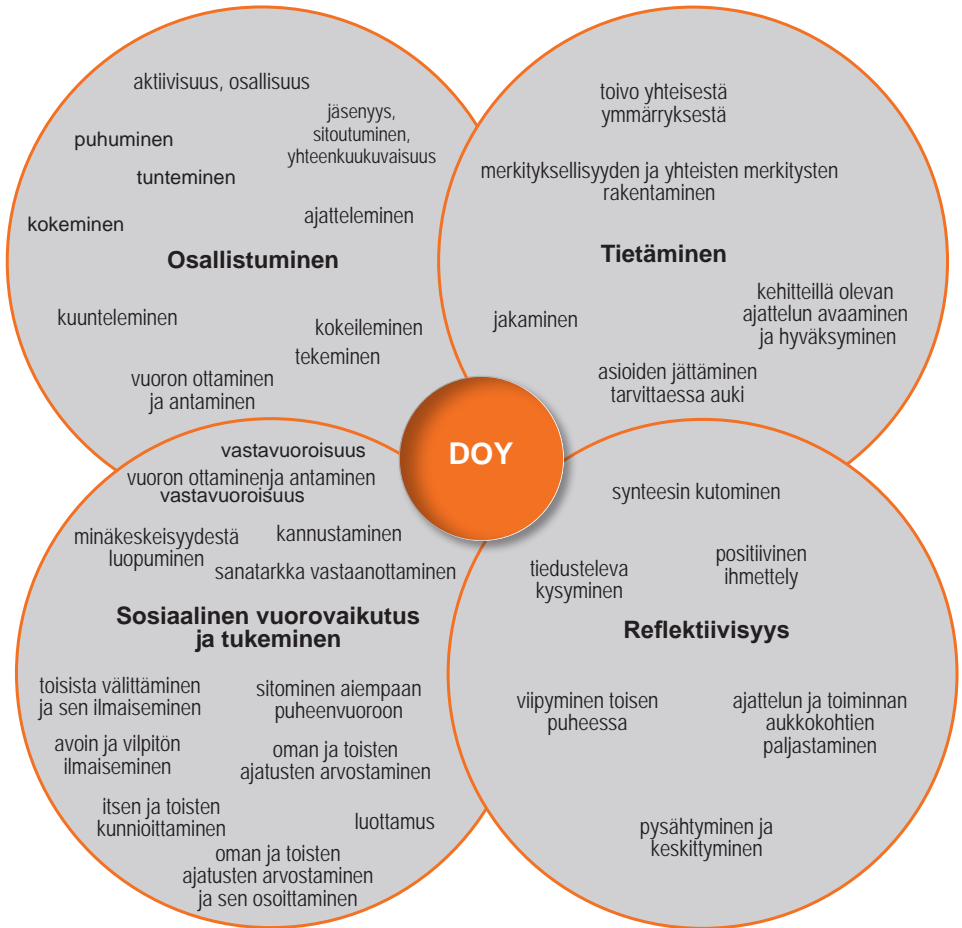 aktiivisuus, osallisuus
jäsenyys,
sitoutuminen,
yhteenkuukuvaisuus
puhuminen
tunteminen
ajatteleminen
kokeminen
Osallistuminen
kuunteleminen
kokeileminen
tekeminen
vuoron ottaminen
ja antaminen
toivo yhteisestä
ymmärryksestä
merkityksellisyyden ja yhteisten merkitysten
rakentaminen
Tietäminen
kehitteillä olevan
ajattelun avaaminen
ja hyväksyminen
jakaminen
asioiden jättäminen
tarvittaessa auki
DOY
vastavuoroisuus
vuoron ottaminenja antaminen
vastavuoroisuus
minäkeskeisyydestä
luopuminen
kannustaminen
sanatarkka vastaanottaminen
Sosiaalinen vuorovaikutus
ja tukeminen
toisista välittäminen
ja sen ilmaiseminen
sitominen aiempaan
puheenvuoroon
avoin ja vilpitön
ilmaiseminen
oman ja toisten
ajatusten arvostaminen
itsen ja toisten
kunnioittaminen
luottamus
oman ja toisten
ajatusten arvostaminen
ja sen osoittaminen
synteesin kutominen
tiedusteleva
kysyminen
positiivinen
ihmettely
Reflektiivisyys
viipyminen toisen
puheessa
ajattelun ja toiminnan
aukkokohtien
paljastaminen
pysähtyminen ja
keskittyminen